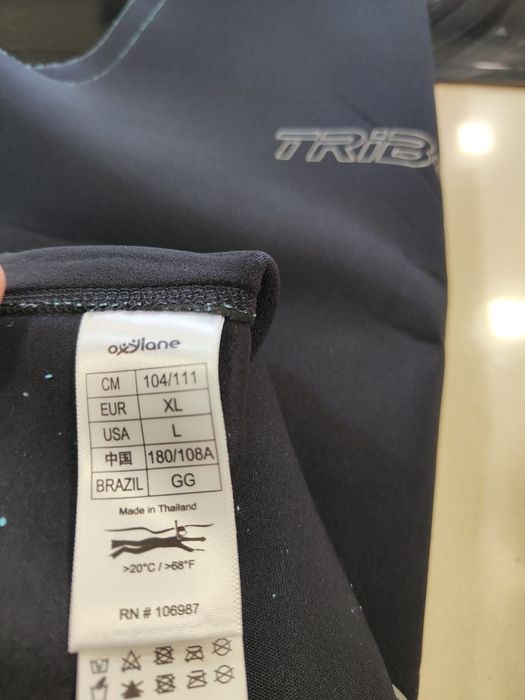 TRIB
oxylane
CM 104/111
EUR XL
USA L
中国 180/108A
BRAZIL GG
Made in Thailand
>20°C / >68°F
RN # 106987